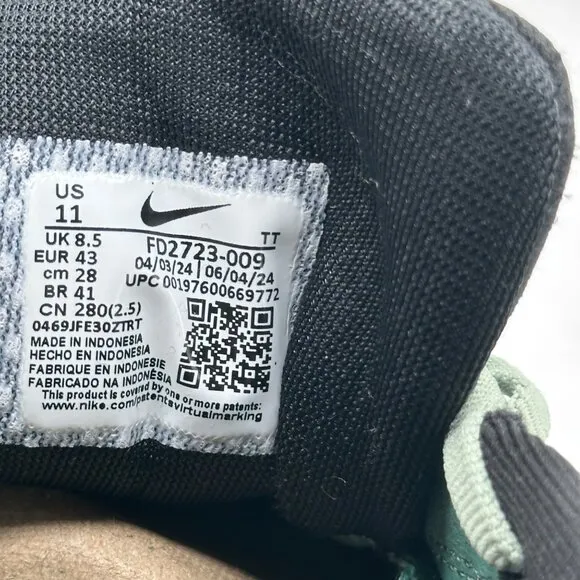 US
11
UK 8.5
EUR 43
cm 28
BR 41
CN 280(2.5)
FD2723-009 TT
04/03/24 | 06/04/24
UPC 00197600669772
0469JFE30ZTRT
MADE IN INDONESIA
HECHO EN INDONESIA
FABRIQUE EN INDONESIE
FABRICADO NA INDONESIA
This product is covered by one or more patents:
www.nike.com/patentsvirtualmarking